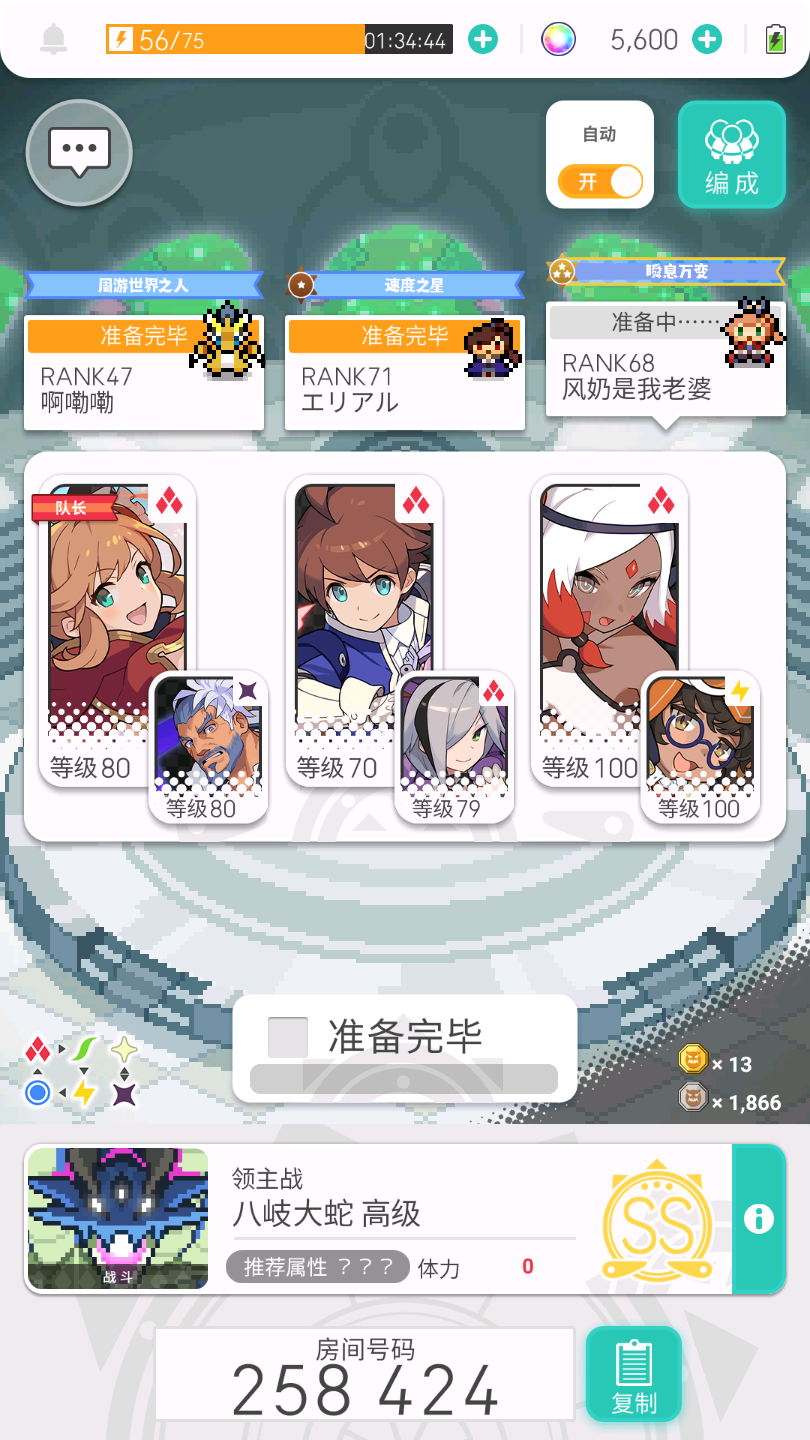 56/75
01:34:44
5,600
自动
开
编成
周游世界之人
速度之星
瞬息万变
准备完毕
准备完毕
准备中······
RANK47
啊嘞嘞
RANK71
エリアル
RANK68
风奶是我老婆
队长
等级80
等级70
等级100
等级80
等级79
等级100
准备完毕
× 13
× 1,866
领主战
八岐大蛇 高级
推荐属性 ？？？
体力
0
战斗
SS
房间号码
258 424
复制